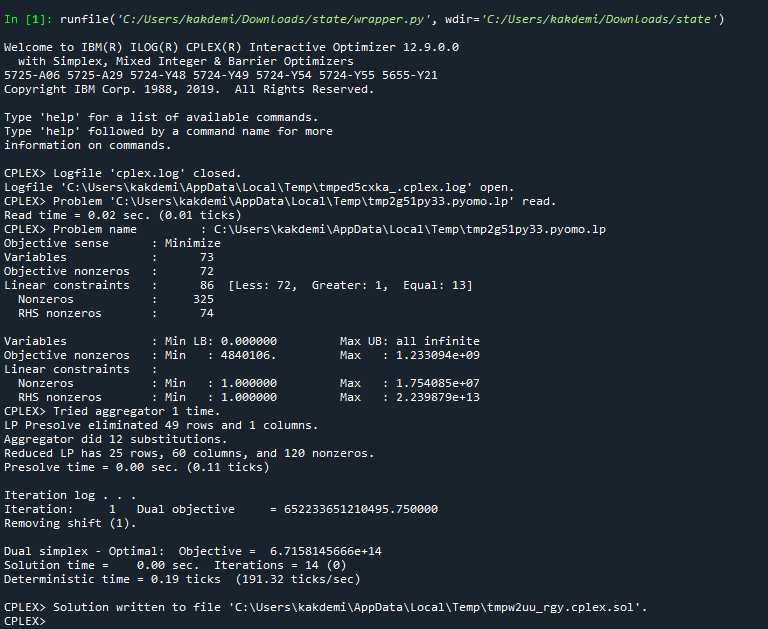 In [1]: runfile('C:/Users/kakdemi/Downloads/state/wrapper.py', wdir='C:/Users/kakdemi/Downloads/state')
Welcome to IBM(R) ILOG(R) CPLEX(R) Interactive Optimizer 12.9.0.0
  with Simplex, Mixed Integer & Barrier Optimizers
5725-A06 5725-A29 5724-Y48 5724-Y49 5724-Y54 5724-Y55 5655-Y21
Copyright IBM Corp. 1988, 2019.  All Rights Reserved.
Type 'help' for a list of available commands.
Type 'help' followed by a command name for more
information on commands.
CPLEX> Logfile 'cplex.log' closed.
Logfile 'C:\Users\kakdemi\AppData\Local\Temp\tmped5cxka_.cplex.log' open.
CPLEX> Problem 'C:\Users\kakdemi\AppData\Local\Temp\tmp2g51py33.pyomo.lp' read.
Read time = 0.02 sec. (0.01 ticks)
CPLEX> Problem name         : C:\Users\kakdemi\AppData\Local\Temp\tmp2g51py33.pyomo.lp
Objective sense      : Minimize
Variables            :      73
Objective nonzeros   :      72
Linear constraints   :      86  [Less: 72,  Greater: 1,  Equal: 13]
  Nonzeros           :     325
  RHS nonzeros       :      74
Variables            : Min LB: 0.000000         Max UB: all infinite
Objective nonzeros   : Min   : 4840106.         Max   : 1.233094e+09
Linear constraints   :
  Nonzeros           : Min   : 1.000000         Max   : 1.754085e+07
  RHS nonzeros       : Min   : 1.000000         Max   : 2.239879e+13
CPLEX> Tried aggregator 1 time.
LP Presolve eliminated 49 rows and 1 columns.
Aggregator did 12 substitutions.
Reduced LP has 25 rows, 60 columns, and 120 nonzeros.
Presolve time = 0.00 sec. (0.11 ticks)
Iteration log . . .
Iteration:     1   Dual objective     = 652233651210495.750000
Removing shift (1).
Dual simplex - Optimal:  Objective =  6.7158145666e+14
Solution time =    0.00 sec.  Iterations = 14 (0)
Deterministic time = 0.19 ticks  (191.32 ticks/sec)
CPLEX> Solution written to file 'C:\Users\kakdemi\AppData\Local\Temp\tmpw2uu_rgy.cplex.sol'.
CPLEX>